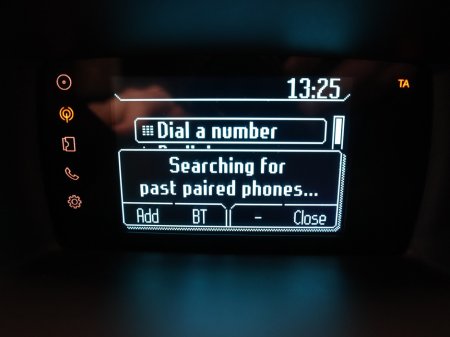 13:25
TA
Dial a number
Searching for
past paired phones...
Add BT - Close